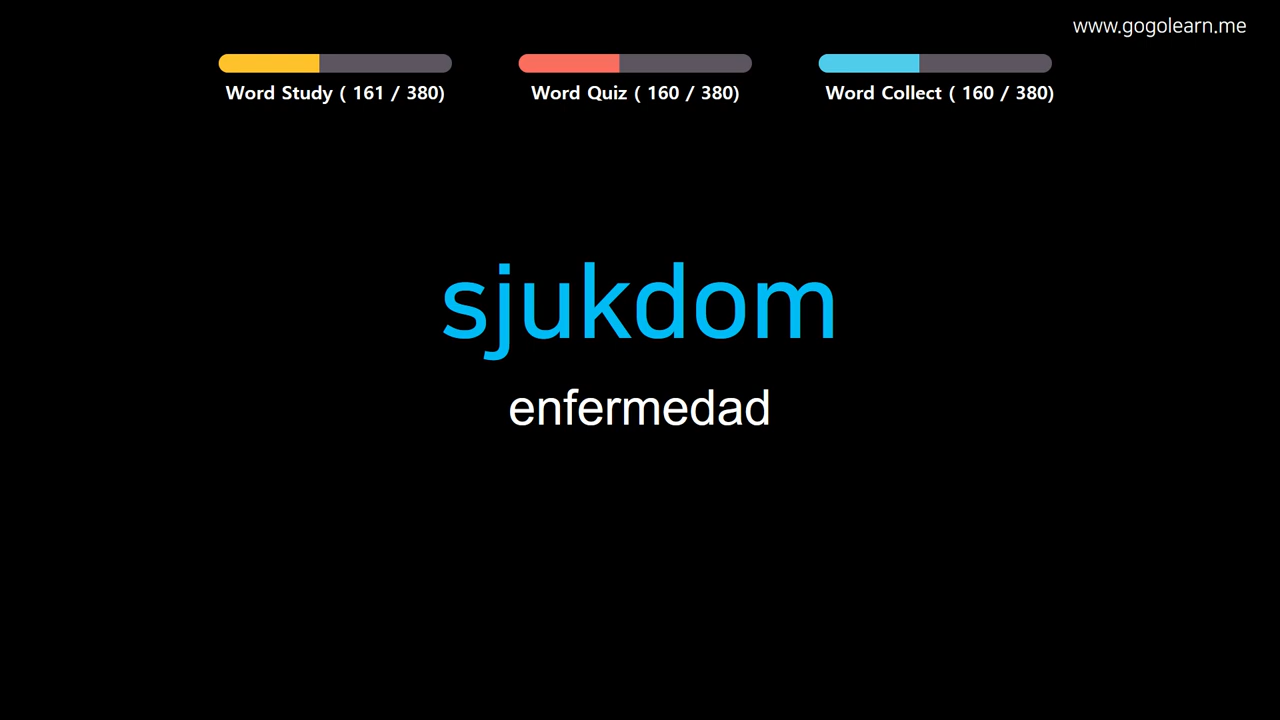 www.gogolearn.me
Word Study ( 161 / 380)
Word Quiz ( 160 / 380)
Word Collect ( 160 / 380)
sjukdom
enfermedad